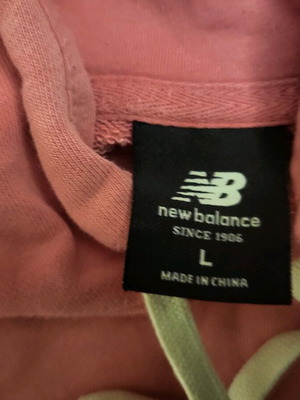 NB
new balance
SINCE 1906
L
MADE IN CHINA